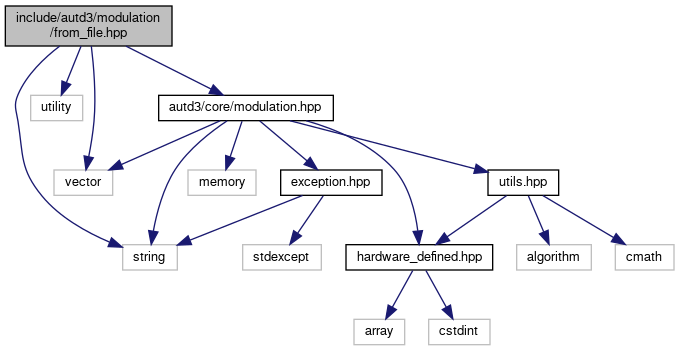 include/autd3/modulation
/from_file.hpp
utility
autd3/core/modulation.hpp
vector
memory
exception.hpp
utils.hpp
string
stdexcept
hardware_defined.hpp
algorithm
cmath
array
cstdint